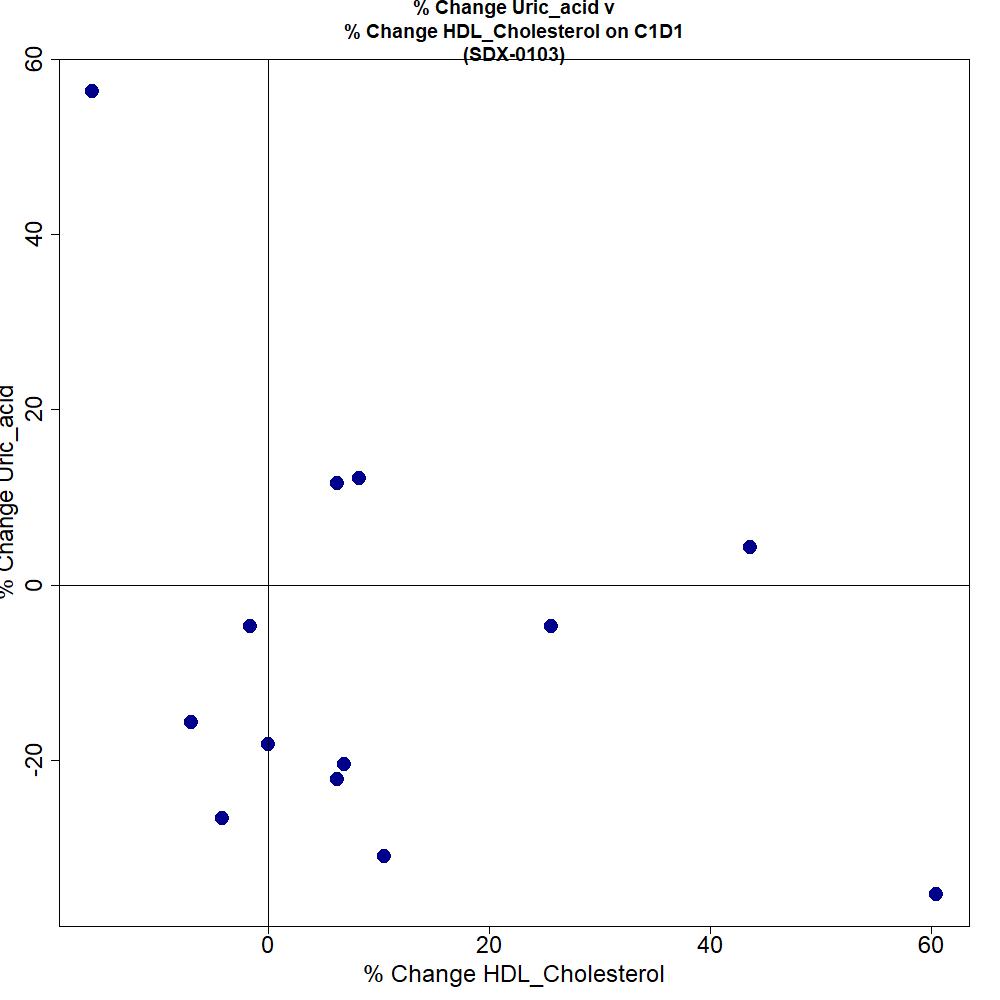 % Change Uric_acid v
% Change HDL_Cholesterol on C1D1
(SDX-0103)
60
40
20
0
-20
% Change Uric_acid
0
20
40
60
% Change HDL_Cholesterol